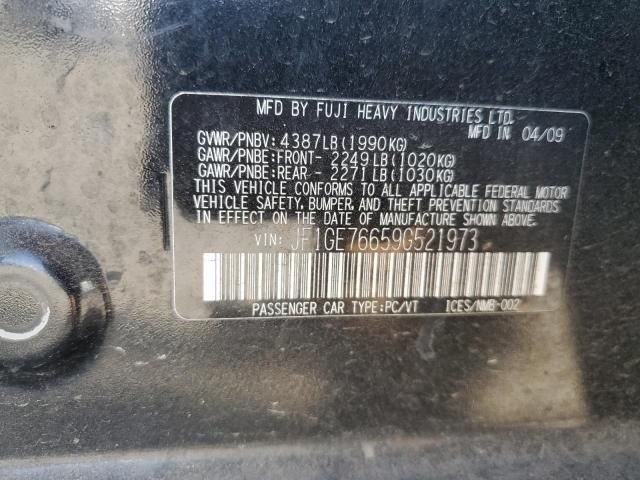 MFD BY FUJI HEAVY INDUSTRIES LTD.
MFD IN 04/09
GVWR/PNBV: 4387LB(1990KG)
GAWR/PNBE:FRONT- 2249LB(1020KG)
GAWR/PNBE:REAR - 2271LB(1030KG)
THIS VEHICLE CONFORMS TO ALL APPLICABLE FEDERAL MOTOR
VEHICLE SAFETY, BUMPER, AND THEFT PREVENTION STANDARDS
IN EFFECT ON THE DATE OF MANUFACTURE SHOWN ABOVE.
VIN: JF1GE76659G521973
PASSENGER CAR TYPE:PC/VT ICES/NMB-002